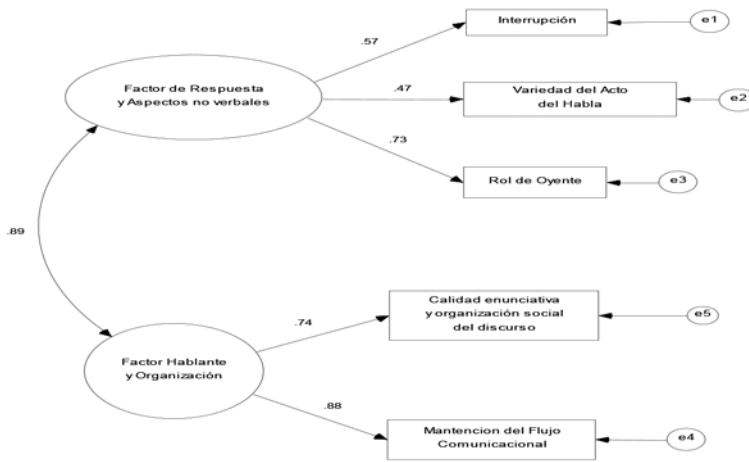 Interrupción
e1
.57
Factor de Respuesta
y Aspectos no verbales
.47
Variedad del Acto
del Habla
e2
.73
Rol de Oyente
e3
.89
Calidad enunciativa
y organización social
del discurso
e5
.74
Factor Hablante
y Organización
.88
Mantencion del Flujo
Comunicacional
e4